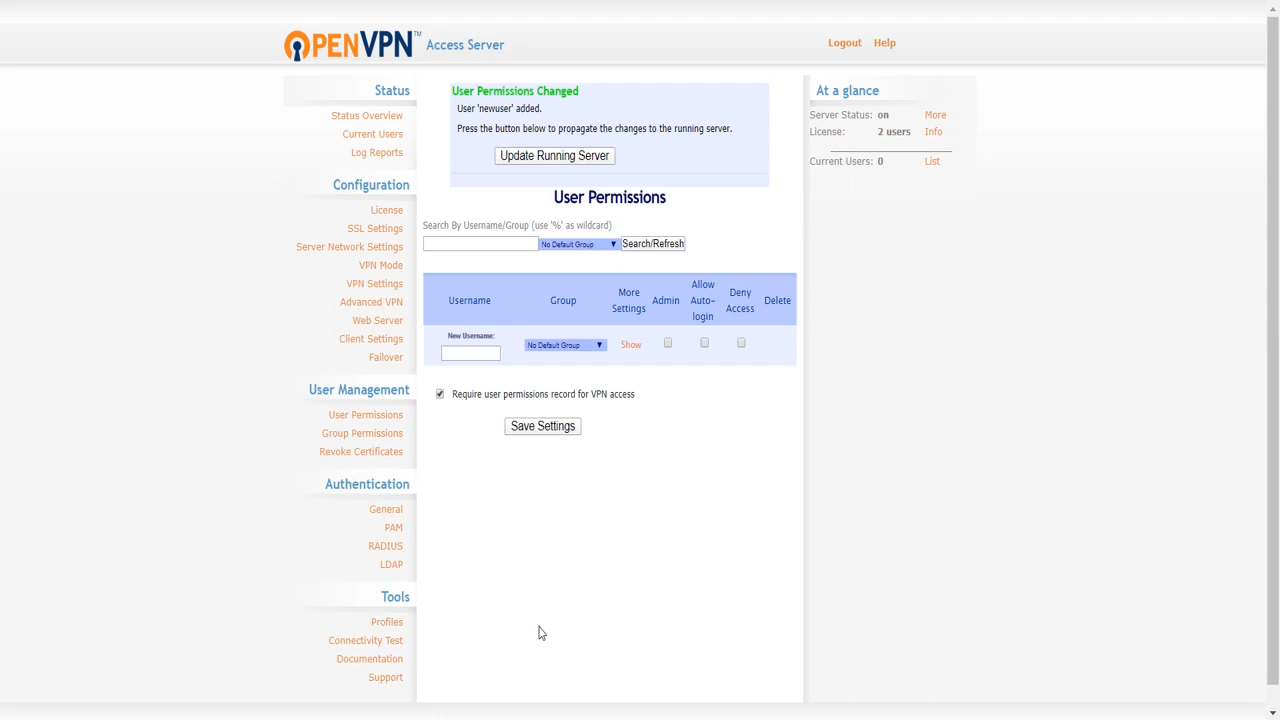 OPENVPN™ Access Server
Logout Help
Status
Status Overview
Current Users
Log Reports
Configuration
License
SSL Settings
Server Network Settings
VPN Mode
VPN Settings
Advanced VPN
Web Server
Client Settings
Failover
User Management
User Permissions
Group Permissions
Revoke Certificates
Authentication
General
PAM
RADIUS
LDAP
Tools
Profiles
Connectivity Test
Documentation
Support
User Permissions Changed
User 'newuser' added.
Press the button below to propagate the changes to the running server.
Update Running Server
User Permissions
Search By Username/Group (use '%' as wildcard)
No Default Group ▼ Search/Refresh
Username Group More Settings Admin Allow Auto-login Deny Access Delete
New Username:
No Default Group ▼ Show
Require user permissions record for VPN access
Save Settings
At a glance
Server Status: on More
License: 2 users Info
Current Users: 0 List